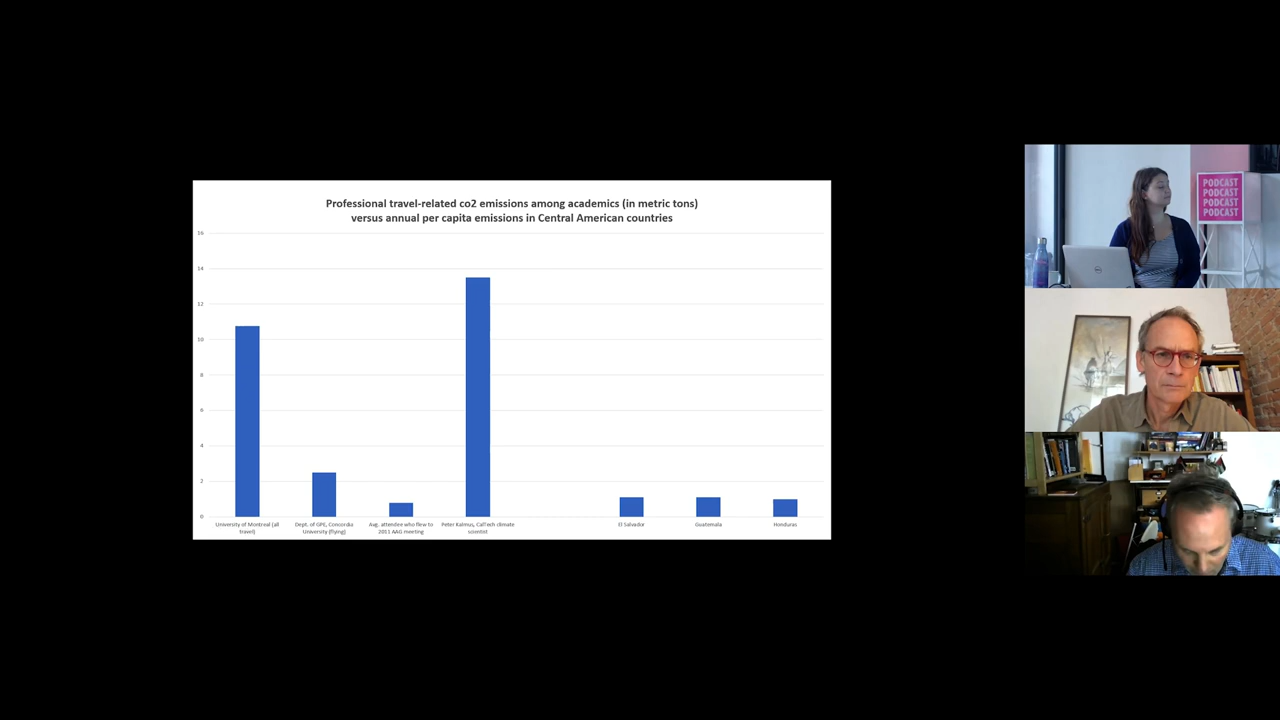 Professional travel-related co2 emissions among academics (in metric tons)
versus annual per capita emissions in Central American countries
16
14
12
10
8
6
4
2
0
University of Montreal (all
travel)
Dept. of GPE, Concordia
University (flying)
Avg. attendee who flew to
2011 AAG meeting
Peter Kalmus, CalTech climate
scientist
El Salvador
Guatemala
Honduras
PODCAST
PODCAST
PODCAST
PODCAST
DELL